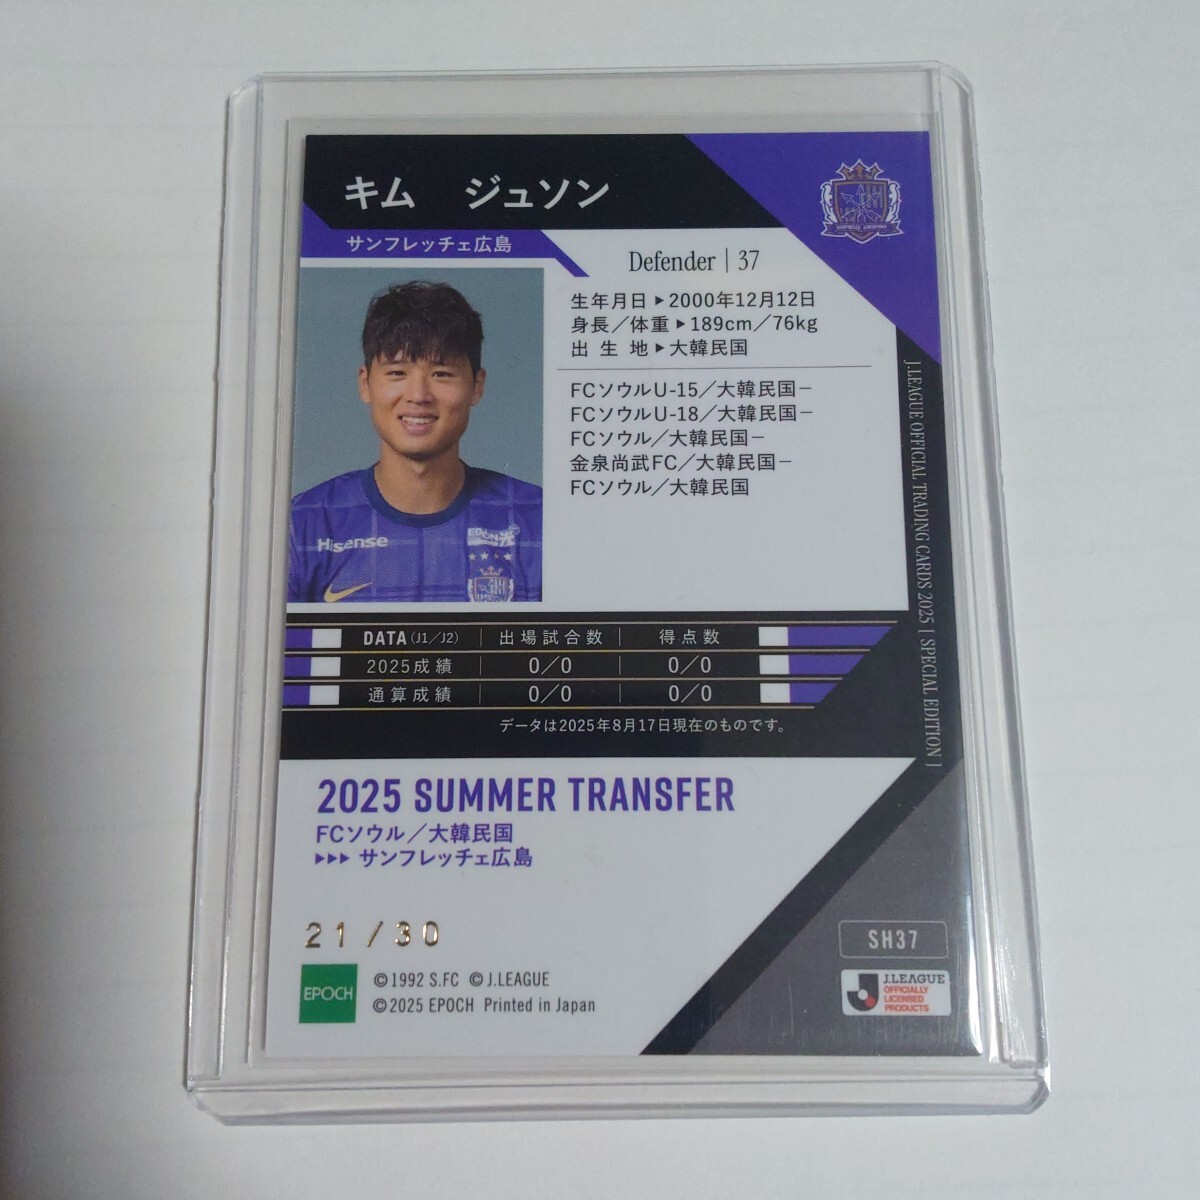 キム　ジュソン
サンフレッチェ広島
Defender | 37
生年月日▶2000年12月12日
身長／体重▶189cm／76kg
出生地▶大韓民国
FCソウルU-15／大韓民国−
FCソウルU-18／大韓民国−
FCソウル／大韓民国−
金泉尚武FC／大韓民国−
FCソウル／大韓民国
Hisense
EDION
J.LEAGUE OFFICIAL TRADING CARDS 2025 | SPECIAL EDITION |
DATA (J1／J2) 出場試合数 得点数
2025成績 0／0 0／0
通算成績 0／0 0／0
データは2025年8月17日現在のものです。
2025 SUMMER TRANSFER
FCソウル／大韓民国
▶▶▶ サンフレッチェ広島
21/30
SH37
EPOCH
©1992 S.FC ©J.LEAGUE
©2025 EPOCH Printed in Japan
J.LEAGUE
OFFICIALLY
LICENSED
PRODUCTS